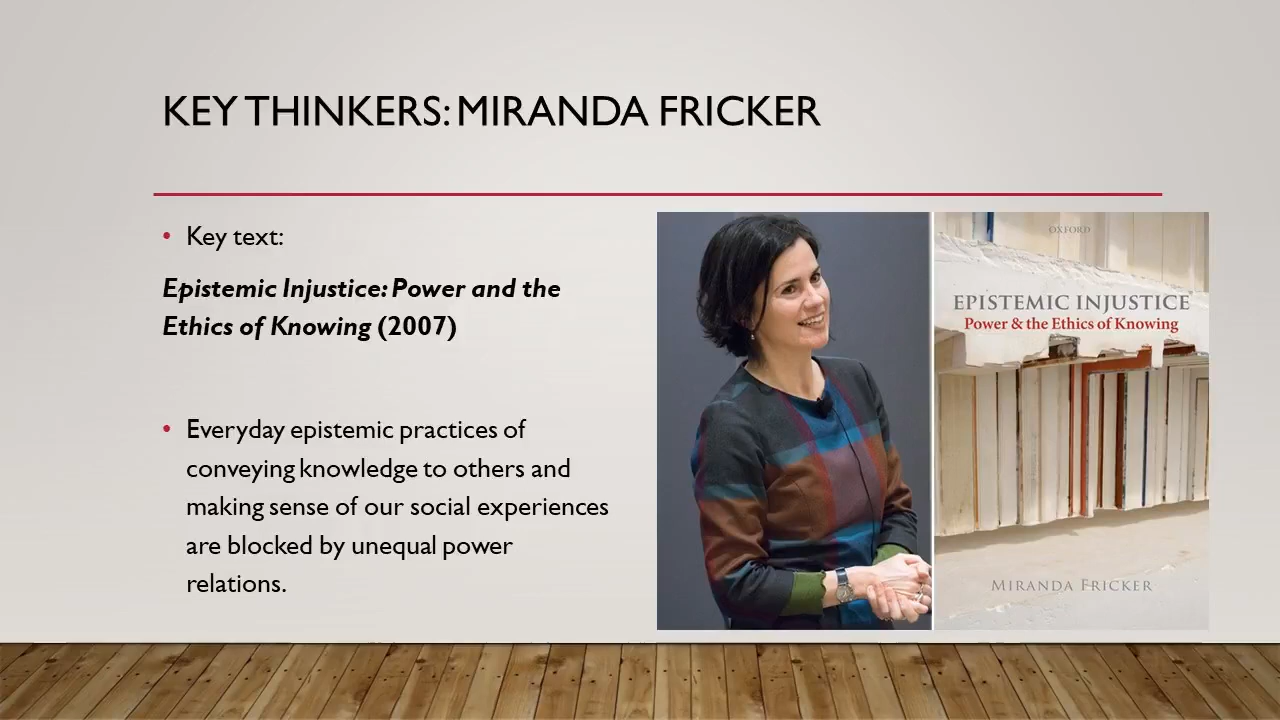 KEY THINKERS: MIRANDA FRICKER
• Key text:
Epistemic Injustice: Power and the
Ethics of Knowing (2007)
• Everyday epistemic practices of
conveying knowledge to others and
making sense of our social experiences
are blocked by unequal power
relations.
OXFORD
EPISTEMIC INJUSTICE
Power & the Ethics of Knowing
MIRANDA FRICKER